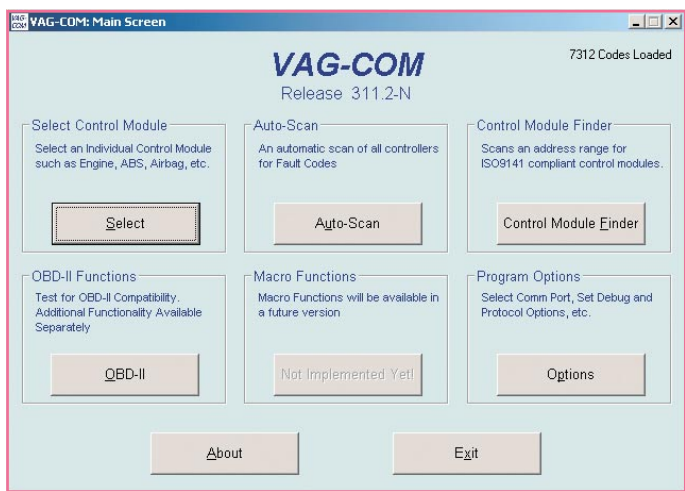 VAG-COM: Main Screen
VAG-COM
Release 311.2-N
7312 Codes Loaded
Select Control Module
Select an Individual Control Module
such as Engine, ABS, Airbag, etc.
Select
Auto-Scan
An automatic scan of all controllers
for Fault Codes
Auto-Scan
Control Module Finder
Scans an address range for
ISO9141 compliant control modules.
Control Module Finder
OBD-II Functions
Test for OBD-II Compatibility.
Additional Functionality Available
Separately
OBD-II
Macro Functions
Macro Functions will be available in
a future version
Not Implemented Yet!
Program Options
Select Comm Port, Set Debug and
Protocol Options, etc.
Options
About
Exit